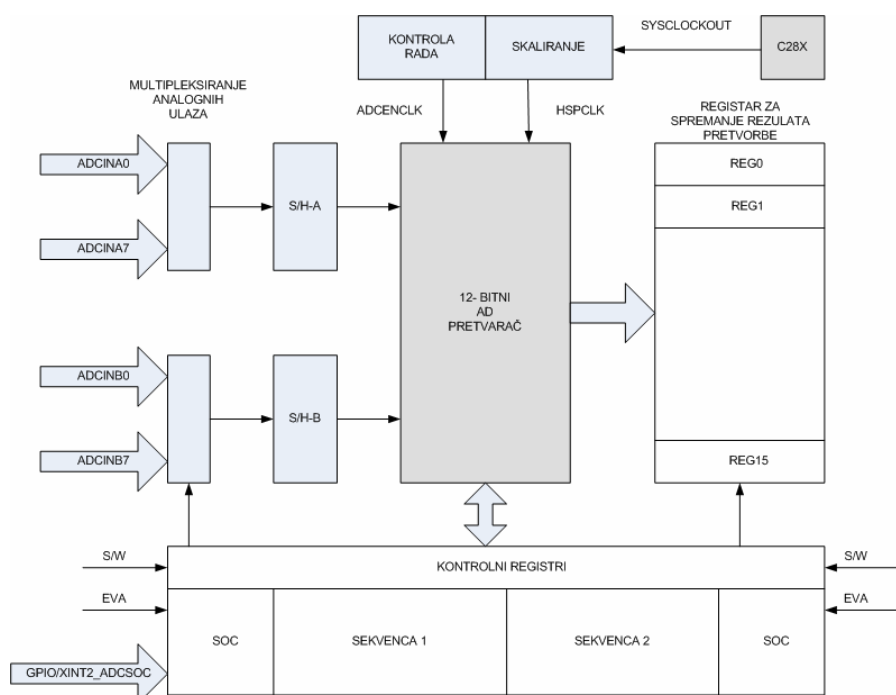 SYSCLOCKOUT
KONTROLA
RADA
SKALIRANJE
C28X
MULTIPLEKSIRANJE
ANALOGNIH
ULAZA
ADCENCLK
HSPCLK
REGISTAR ZA
SPREMANJE REZULATA
PRETVORBE
ADCINA0
REG0
S/H-A
REG1
ADCINA7
12- BITNI
AD
PRETVARAČ
ADCINB0
S/H-B
ADCINB7
REG15
S/W
KONTROLNI REGISTRI
S/W
EVA
EVA
SOC
SEKVENCA 1
SEKVENCA 2
SOC
GPIO/XINT2_ADCSOC